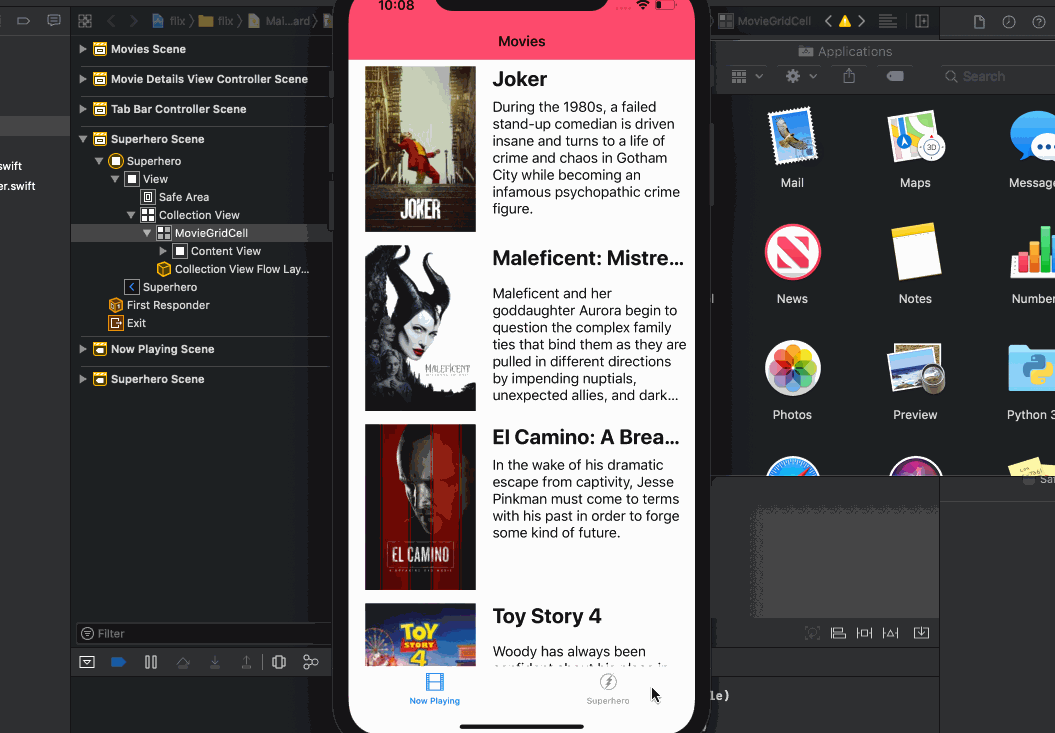 flix
flix
Mai...ard
Movies Scene
Movie Details View Controller Scene
Tab Bar Controller Scene
Superhero Scene
Superhero
View
Safe Area
Collection View
MovieGridCell
Content View
Collection View Flow Lay...
Superhero
First Responder
Exit
Now Playing Scene
Superhero Scene
Filter
10:08
Movies
Joker
During the 1980s, a failed
stand-up comedian is driven
insane and turns to a life of
crime and chaos in Gotham
City while becoming an
infamous psychopathic crime
figure.
JOKER
Maleficent: Mistre...
Maleficent and her
goddaughter Aurora begin to
question the complex family
ties that bind them as they are
pulled in different directions
by impending nuptials,
unexpected allies, and dark...
MALEFICENT
El Camino: A Brea...
In the wake of his dramatic
escape from captivity, Jesse
Pinkman must come to terms
with his past in order to forge
some kind of future.
EL CAMINO
Toy Story 4
Woody has always been
TOY
STORY
4
Now Playing
Superhero
MovieGridCell
Applications
Search
Mail
Maps
3D
Messag
News
Notes
Number
Photos
Preview
Python 3
swift
er.swift
le)